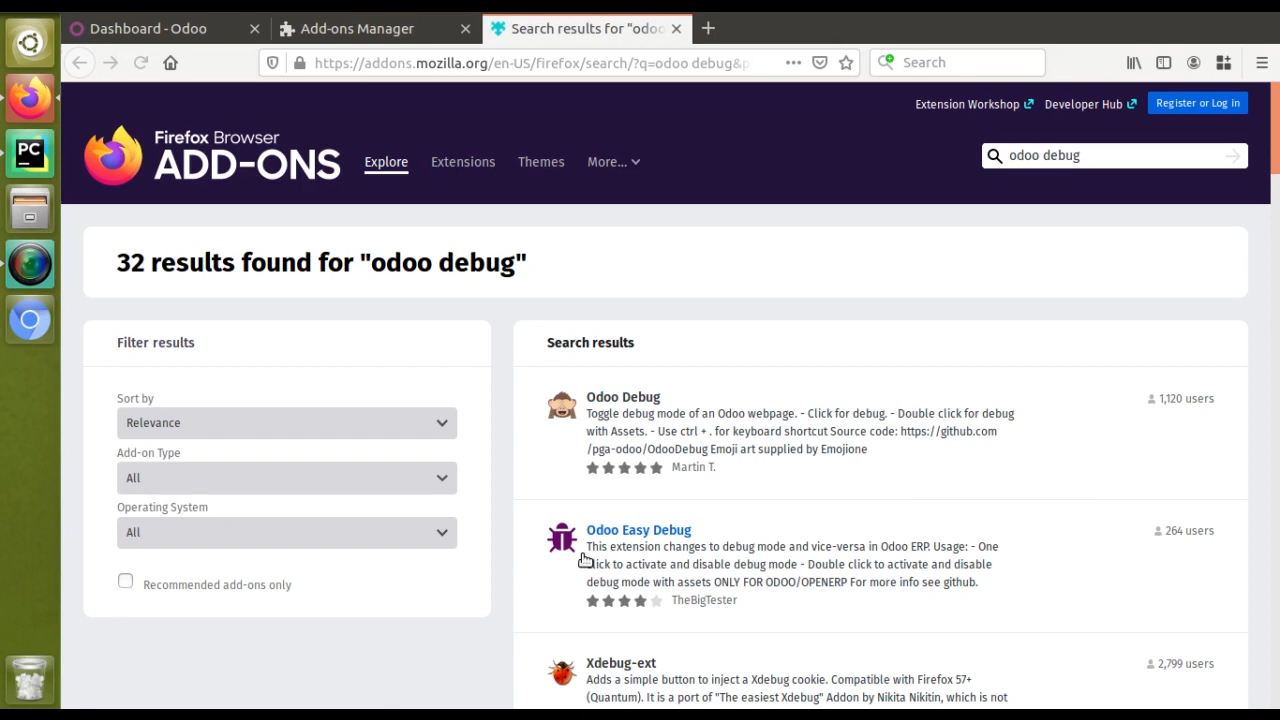 Dashboard - Odoo
Add-ons Manager
Search results for "odoo
https://addons.mozilla.org/en-US/firefox/search/?q=odoo debug&p
Search
Extension Workshop
Developer Hub
Register or Log in
Firefox Browser
ADD-ONS
Explore
Extensions
Themes
More...
odoo debug
32 results found for "odoo debug"
Filter results
Sort by
Relevance
Add-on Type
All
Operating System
All
Recommended add-ons only
Search results
Odoo Debug
1,120 users
Toggle debug mode of an Odoo webpage. - Click for debug. - Double click for debug
with Assets. - Use ctrl + . for keyboard shortcut Source code: https://github.com
/pga-odoo/OdooDebug Emoji art supplied by Emojione
Martin T.
Odoo Easy Debug
264 users
This extension changes to debug mode and vice-versa in Odoo ERP. Usage: - One
click to activate and disable debug mode - Double click to activate and disable
debug mode with assets ONLY FOR ODOO/OPENERP For more info see github.
TheBigTester
Xdebug-ext
2,799 users
Adds a simple button to inject a Xdebug cookie. Compatible with Firefox 57+
(Quantum). It is a port of "The easiest Xdebug" Addon by Nikita Nikitin, which is not
PC